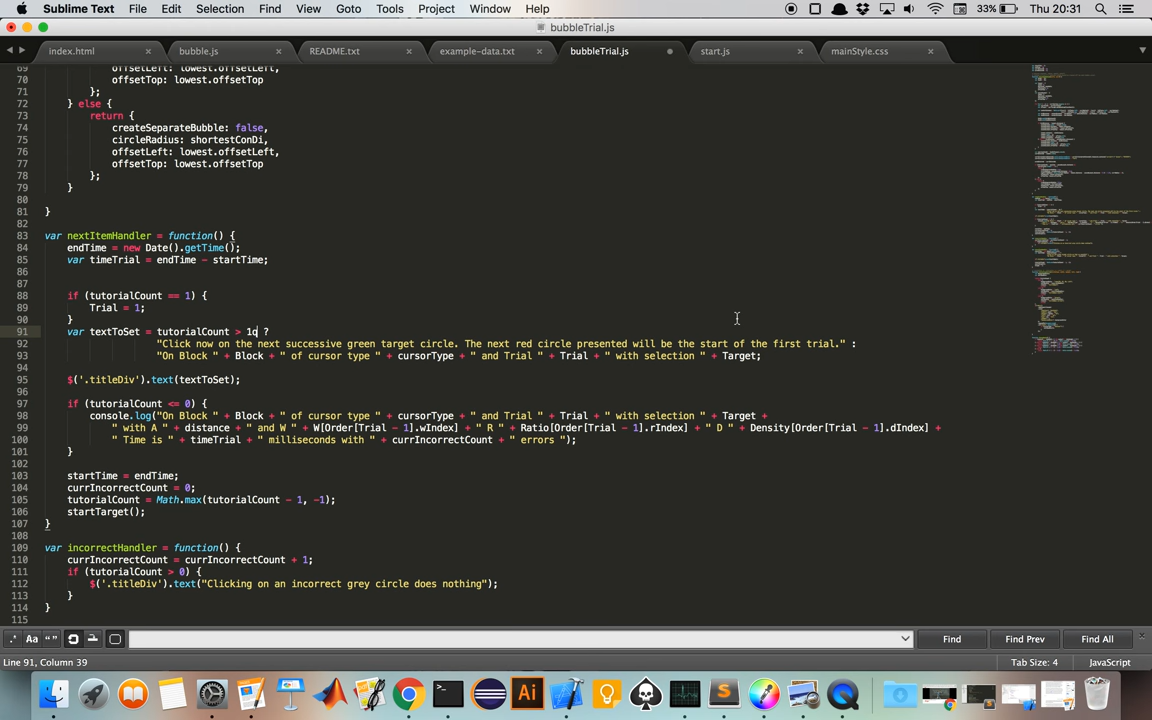 Sublime Text File Edit Selection Find View Goto Tools Project Window Help 33% Thu 20:31
bubbleTrial.js
index.html bubble.js README.txt example-data.txt bubbleTrial.js start.js mainStyle.css
69 offsetLeft: lowest.offsetLeft,
70 offsetTop: lowest.offsetTop
71 };
72 } else {
73 return {
74 createSeparateBubble: false,
75 circleRadius: shortestConDi,
76 offsetLeft: lowest.offsetLeft,
77 offsetTop: lowest.offsetTop
78 };
79 }
80
81 }
82
83 var nextItemHandler = function() {
84 endTime = new Date().getTime();
85 var timeTrial = endTime - startTime;
86
87
88 if (tutorialCount == 1) {
89 Trial = 1;
90 }
91 var textToSet = tutorialCount > 1q ?
92 "Click now on the next successive green target circle. The next red circle presented will be the start of the first trial." :
93 "On Block " + Block + " of cursor type " + cursorType + " and Trial " + Trial + " with selection " + Target;
94
95 $('.titleDiv').text(textToSet);
96
97 if (tutorialCount <= 0) {
98 console.log("On Block " + Block + " of cursor type " + cursorType + " and Trial " + Trial + " with selection " + Target +
99 " with A " + distance + " and W " + W[Order[Trial - 1].wIndex] + " R " + Ratio[Order[Trial - 1].rIndex] + " D " + Density[Order[Trial - 1].dIndex] +
100 " Time is " + timeTrial + " milliseconds with " + currIncorrectCount + " errors ");
101 }
102
103 startTime = endTime;
104 currIncorrectCount = 0;
105 tutorialCount = Math.max(tutorialCount - 1, -1);
106 startTarget();
107 }
108
109 var incorrectHandler = function() {
110 currIncorrectCount = currIncorrectCount + 1;
111 if (tutorialCount > 0) {
112 $('.titleDiv').text("Clicking on an incorrect grey circle does nothing");
113 }
114 }
115
.* Aa “” Find Find Prev Find All
Line 91, Column 39 Tab Size: 4 JavaScript